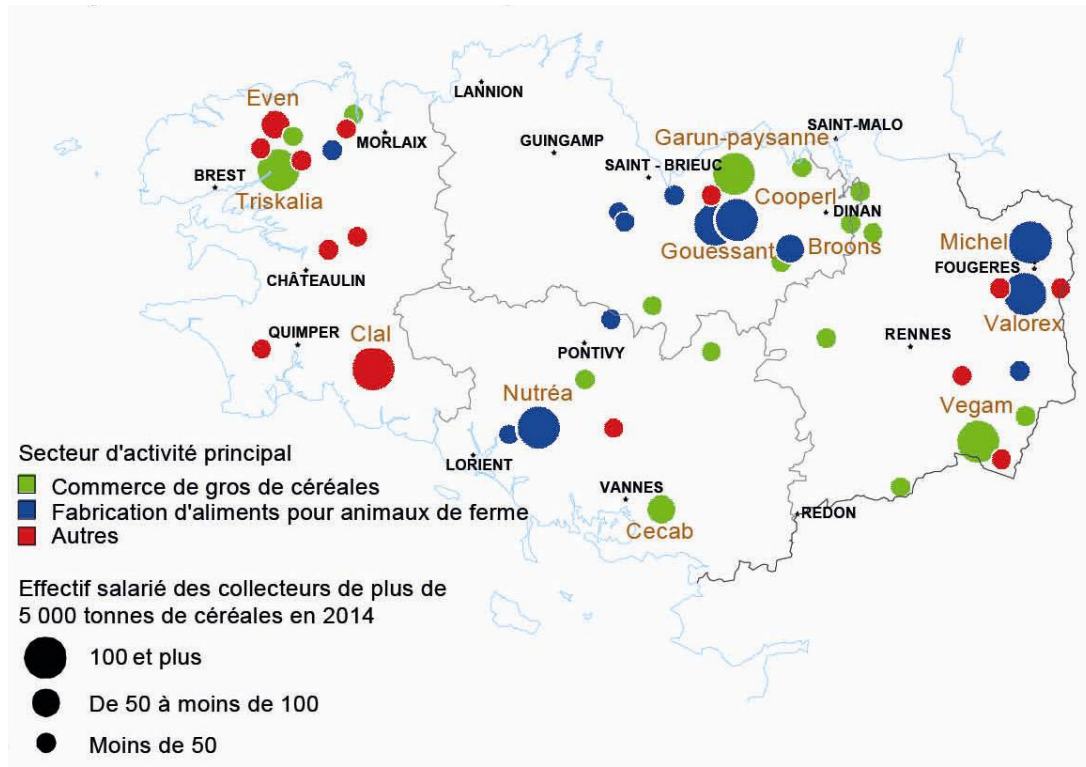 LANNION
Even
MORLAIX
GUINGAMP
Garun-paysanne
SAINT-MALO
SAINT - BRIEUC
BREST
Triskalia
Cooperl
DINAN
Gouessant
Broons
Michel
FOUGERES
CHÂTEAULIN
Valorex
QUIMPER
Clal
PONTIVY
RENNES
Nutréa
Vegam
LORIENT
VANNES
REDON
Cecab
Secteur d'activité principal
Commerce de gros de céréales
Fabrication d'aliments pour animaux de ferme
Autres
Effectif salarié des collecteurs de plus de
5 000 tonnes de céréales en 2014
100 et plus
De 50 à moins de 100
Moins de 50